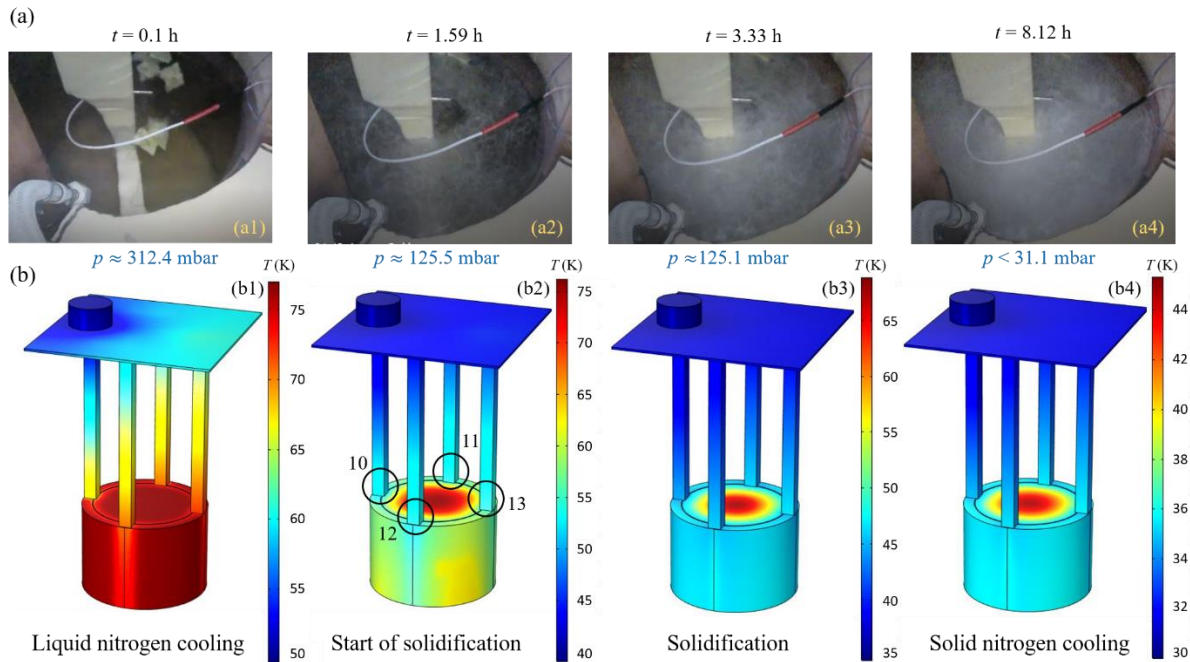 (a)
t = 0.1 h
t = 1.59 h
t = 3.33 h
t = 8.12 h
(a1)
(a2)
(a3)
(a4)
p ≈ 312.4 mbar
p ≈ 125.5 mbar
p ≈125.1 mbar
p < 31.1 mbar
(b)
(b1)
T (K)
75
70
65
60
55
50
(b2)
T (K)
75
70
65
60
55
50
45
40
10
11
12
13
(b3)
T (K)
65
60
55
50
45
40
35
(b4)
T (K)
44
42
40
38
36
34
32
30
Liquid nitrogen cooling
Start of solidification
Solidification
Solid nitrogen cooling